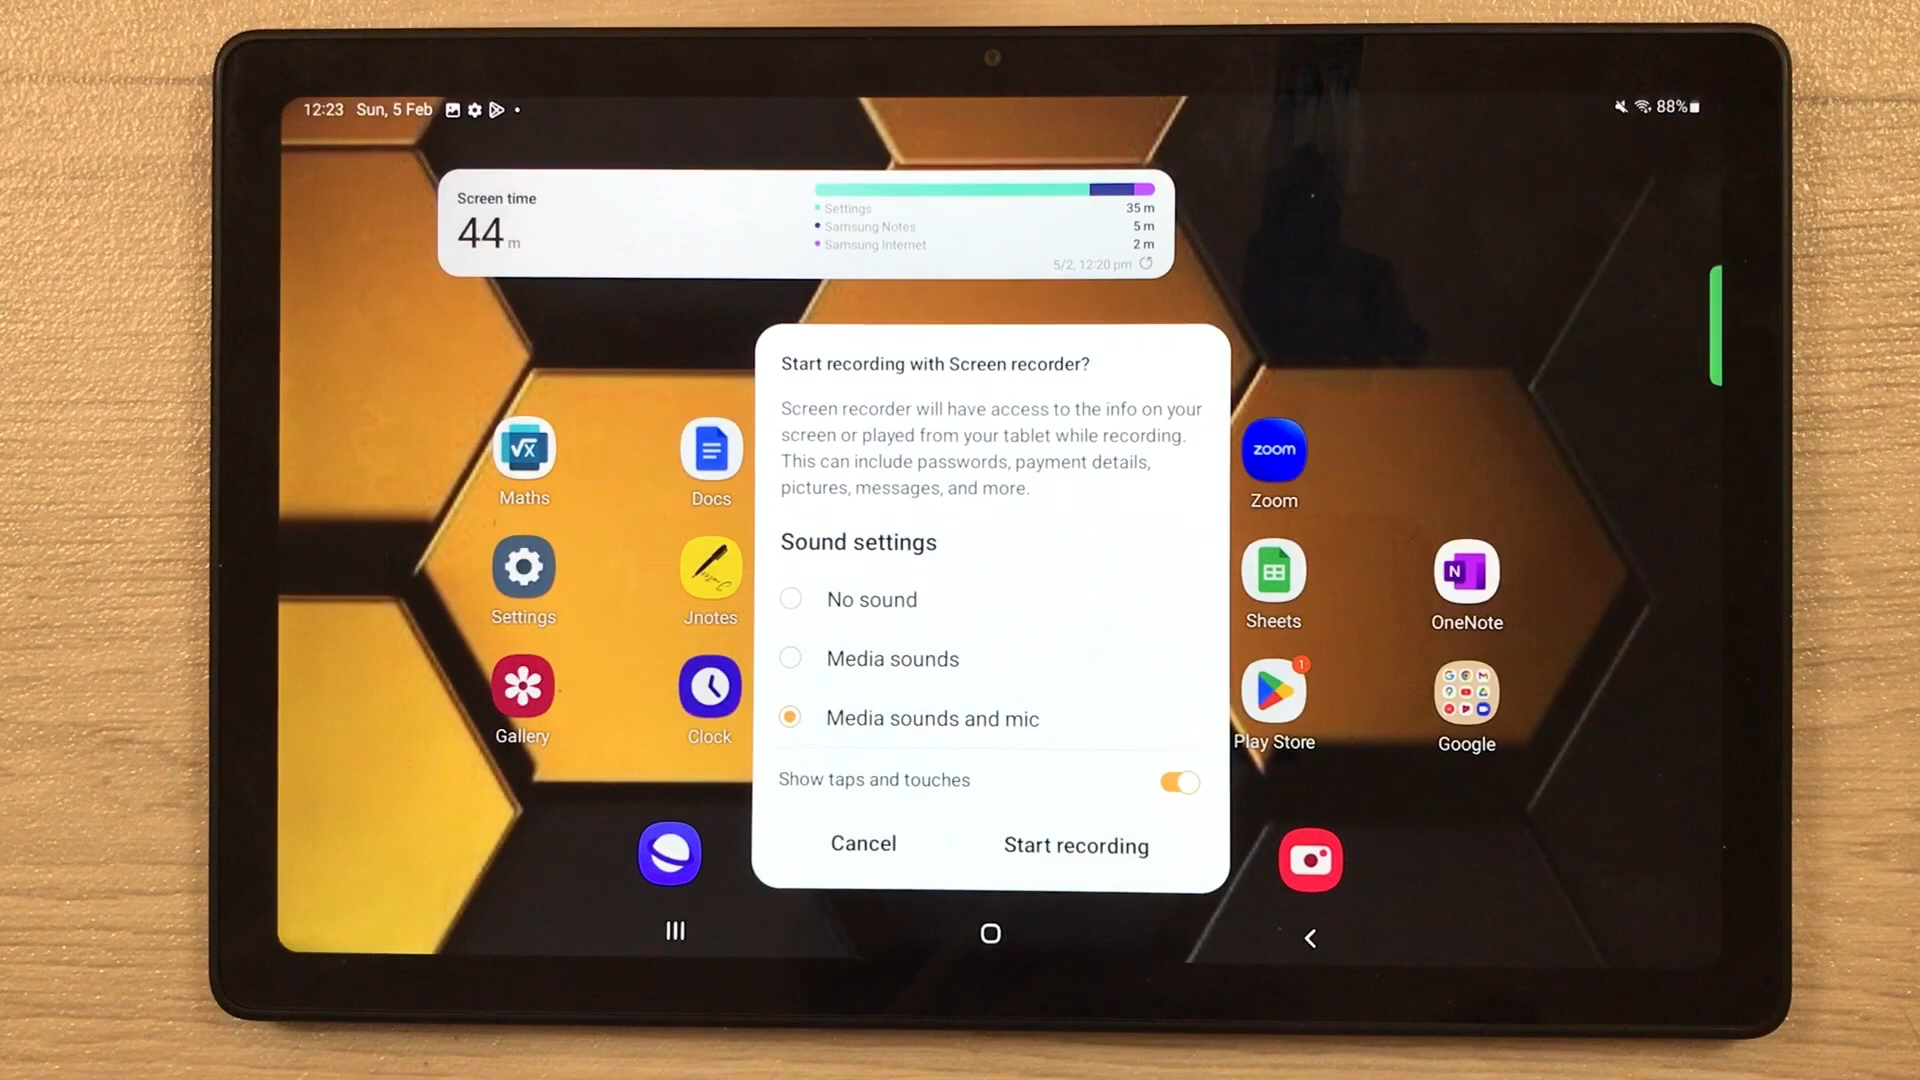 12:23 Sun, 5 Feb
88%
Screen time
44 m
Settings 35 m
Samsung Notes 5 m
Samsung Internet 2 m
5/2, 12:20 pm
Start recording with Screen recorder?
Screen recorder will have access to the info on your
screen or played from your tablet while recording.
This can include passwords, payment details,
pictures, messages, and more.
Sound settings
No sound
Media sounds
Media sounds and mic
Show taps and touches
Cancel Start recording
√x
Maths
Docs
zoom
Zoom
Settings
Jnotes
Jnotes
Sheets
N
OneNote
Gallery
Clock
1
Play Store
Google